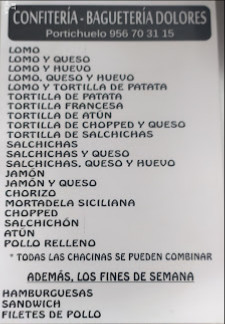 CONFITERÍA - BAGUETERÍA DOLORES
Portichuelo 956 70 31 15
LOMO
LOMO Y QUESO
LOMO Y HUEVO
LOMO, QUESO Y HUEVO
LOMO Y TORTILLA DE PATATA
TORTILLA DE PATATA
TORTILLA FRANCESA
TORTILLA DE ATÚN
TORTILLA DE CHOPPED Y QUESO
TORTILLA DE SALCHICHAS
SALCHICHAS
SALCHICHAS Y QUESO
SALCHICHAS, QUESO Y HUEVO
JAMÓN
JAMÓN Y QUESO
CHORIZO
MORTADELA SICILIANA
CHOPPED
SALCHICHÓN
ATÚN
POLLO RELLENO
* TODAS LAS CHACINAS SE PUEDEN COMBINAR
ADEMÁS, LOS FINES DE SEMANA
HAMBURGUESAS
SANDWICH
FILETES DE POLLO